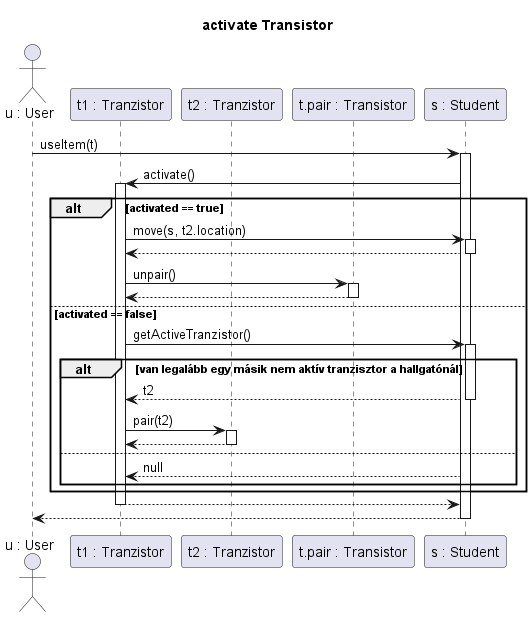 activate Transistor
u : User
t1 : Tranzistor
t2 : Tranzistor
t.pair : Transistor
s : Student
useItem(t)
activate()
alt
[activated == true]
move(s, t2.location)
unpair()
[activated == false]
getActiveTranzistor()
alt
[van legalább egy másik nem aktív tranzisztor a hallgatónál]
t2
pair(t2)
null
u : User
t1 : Tranzistor
t2 : Tranzistor
t.pair : Transistor
s : Student